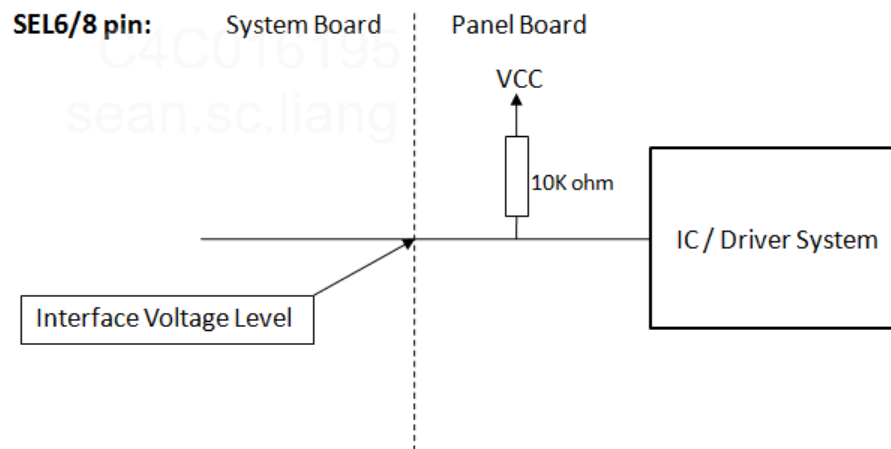 SEL6/8 pin: System Board Panel Board
C4C016195
sean.sc.liang
VCC
10K ohm
IC / Driver System
Interface Voltage Level